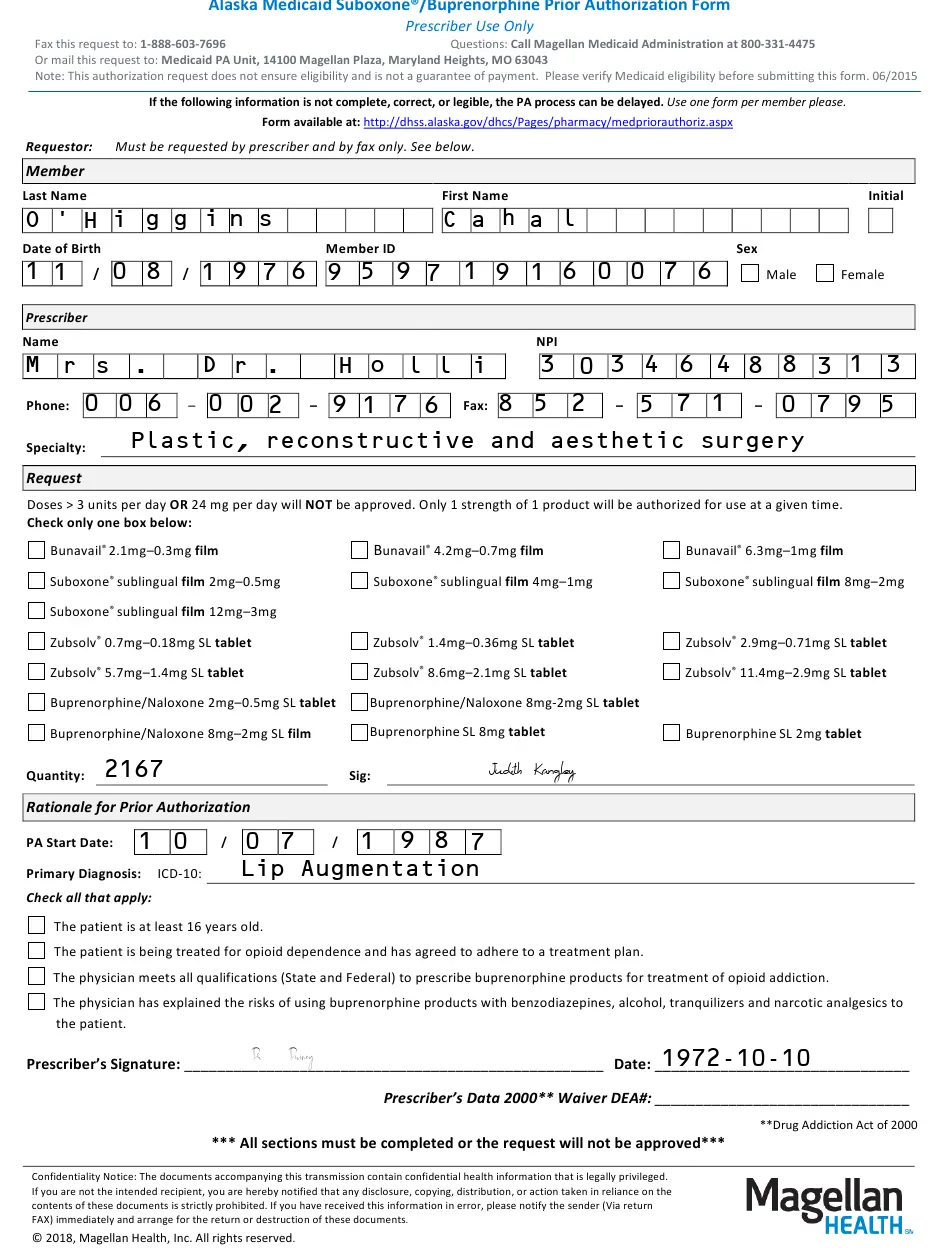 Alaska Medicaid Suboxone®/Buprenorphine Prior Authorization Form
Prescriber Use Only
Fax this request to: 1-888-603-7696 Questions: Call Magellan Medicaid Administration at 800-331-4475
Or mail this request to: Medicaid PA Unit, 14100 Magellan Plaza, Maryland Heights, MO 63043
Note: This authorization request does not ensure eligibility and is not a guarantee of payment. Please verify Medicaid eligibility before submitting this form. 06/2015
If the following information is not complete, correct, or legible, the PA process can be delayed. Use one form per member please.
Form available at: http://dhss.alaska.gov/dhcs/Pages/pharmacy/medpriorauthoriz.aspx
Requestor: Must be requested by prescriber and by fax only. See below.
Member
Last Name First Name Initial
O'Higgins Cahal
Date of Birth Member ID Sex
11 / 08 / 1976 959719160076 Male Female
Prescriber
Name NPI
Mrs. Dr. Holli 30346488313
Phone: 006 - 002 - 9176 Fax: 852 - 571 - 0795
Specialty: Plastic, reconstructive and aesthetic surgery
Request
Doses > 3 units per day OR 24 mg per day will NOT be approved. Only 1 strength of 1 product will be authorized for use at a given time.
Check only one box below:
Bunavail® 2.1mg–0.3mg film Bunavail® 4.2mg–0.7mg film Bunavail® 6.3mg–1mg film
Suboxone® sublingual film 2mg–0.5mg Suboxone® sublingual film 4mg–1mg Suboxone® sublingual film 8mg–2mg
Suboxone® sublingual film 12mg–3mg
Zubsolv® 0.7mg–0.18mg SL tablet Zubsolv® 1.4mg–0.36mg SL tablet Zubsolv® 2.9mg–0.71mg SL tablet
Zubsolv® 5.7mg–1.4mg SL tablet Zubsolv® 8.6mg–2.1mg SL tablet Zubsolv® 11.4mg–2.9mg SL tablet
Buprenorphine/Naloxone 2mg–0.5mg SL tablet Buprenorphine/Naloxone 8mg-2mg SL tablet
Buprenorphine/Naloxone 8mg–2mg SL film Buprenorphine SL 8mg tablet Buprenorphine SL 2mg tablet
Quantity: 2167 Sig: Judith Kangley
Rationale for Prior Authorization
PA Start Date: 10 / 07 / 1987
Primary Diagnosis: ICD-10: Lip Augmentation
Check all that apply:
The patient is at least 16 years old.
The patient is being treated for opioid dependence and has agreed to adhere to a treatment plan.
The physician meets all qualifications (State and Federal) to prescribe buprenorphine products for treatment of opioid addiction.
The physician has explained the risks of using buprenorphine products with benzodiazepines, alcohol, tranquilizers and narcotic analgesics to
the patient.
Prescriber's Signature: Date: 1972-10-10
Prescriber's Data 2000** Waiver DEA#:
**Drug Addiction Act of 2000
*** All sections must be completed or the request will not be approved***
Confidentiality Notice: The documents accompanying this transmission contain confidential health information that is legally privileged.
If you are not the intended recipient, you are hereby notified that any disclosure, copying, distribution, or action taken in reliance on the
contents of these documents is strictly prohibited. If you have received this information in error, please notify the sender (Via return
FAX) immediately and arrange for the return or destruction of these documents.
© 2018, Magellan Health, Inc. All rights reserved.
Magellan
HEALTH